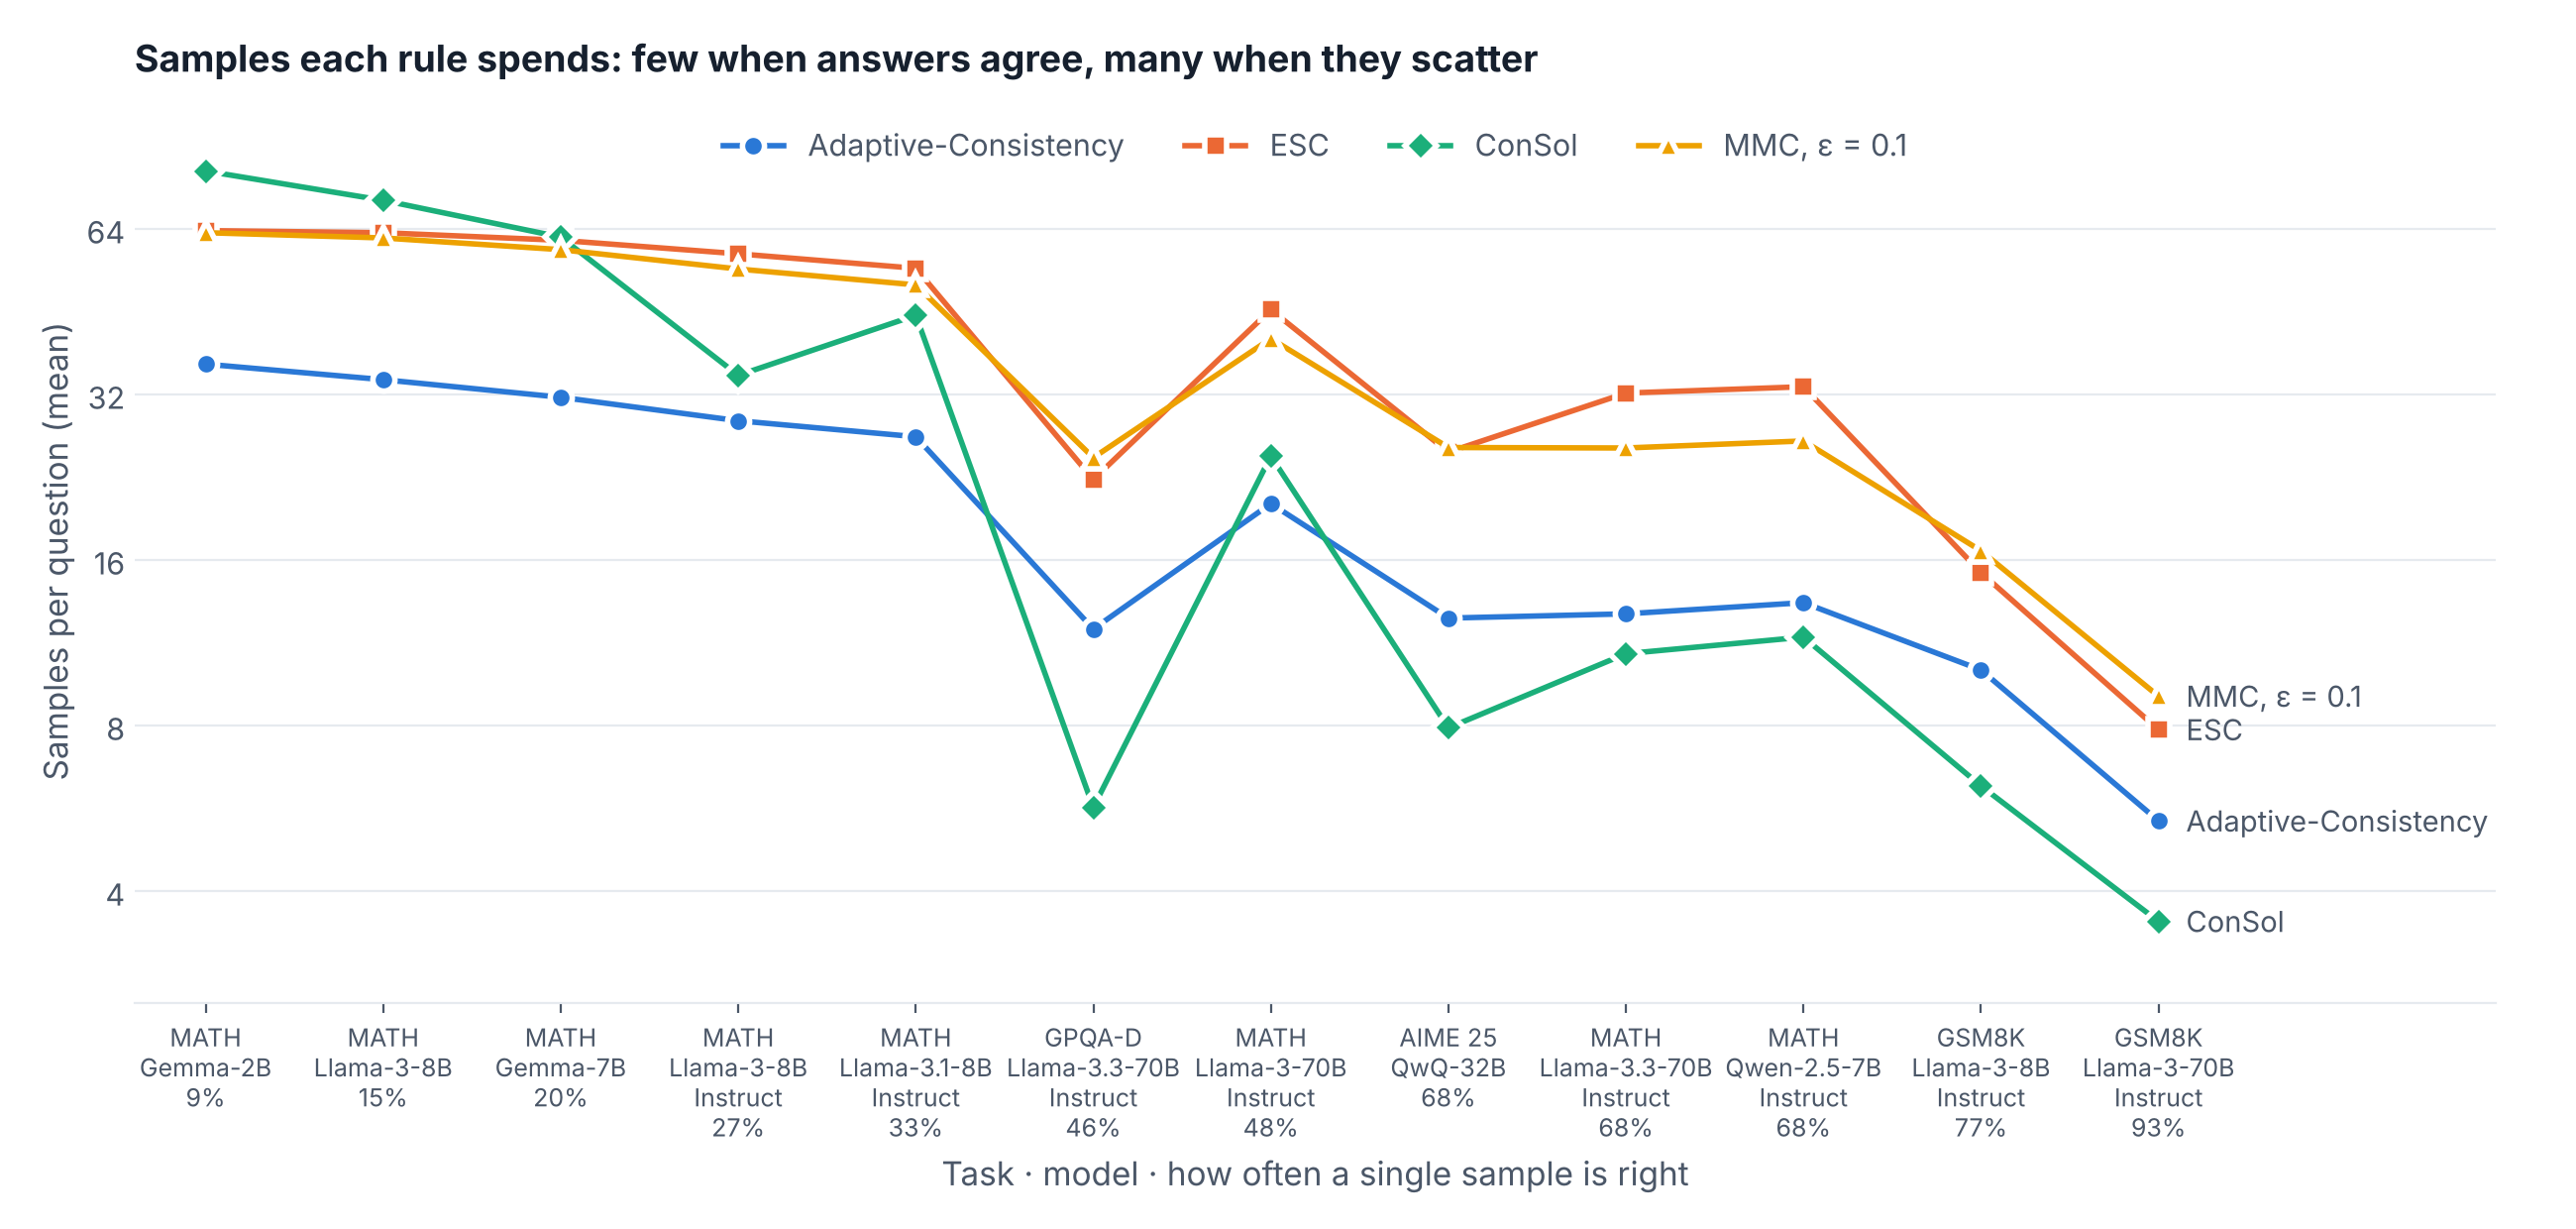 Samples each rule spends: few when answers agree, many when they scatter
Adaptive-Consistency ESC ConSol MMC, ε = 0.1
Samples per question (mean)
64
32
16
8
4
MMC, ε = 0.1
ESC
Adaptive-Consistency
ConSol
MATH
Gemma-2B
9%
MATH
Llama-3-8B
15%
MATH
Gemma-7B
20%
MATH
Llama-3-8B
Instruct
27%
MATH
Llama-3.1-8B
Instruct
33%
GPQA-D
Llama-3.3-70B
Instruct
46%
MATH
Llama-3-70B
Instruct
48%
AIME 25
QwQ-32B
68%
MATH
Llama-3.3-70B
Instruct
68%
MATH
Qwen-2.5-7B
Instruct
68%
GSM8K
Llama-3-8B
Instruct
77%
GSM8K
Llama-3-70B
Instruct
93%
Task · model · how often a single sample is right